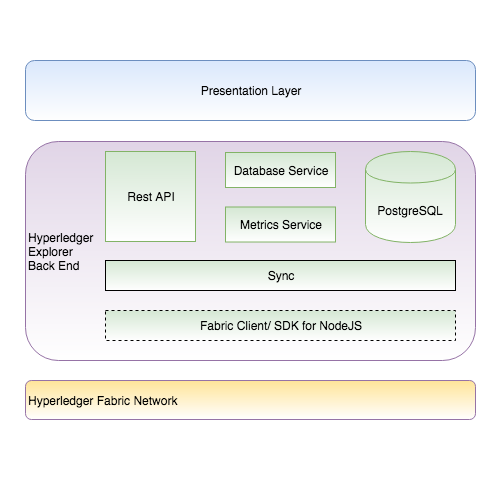 Presentation Layer
Rest API
Database Service
Metrics Service
PostgreSQL
Hyperledger
Explorer
Back End
Sync
Fabric Client/ SDK for NodeJS
Hyperledger Fabric Network